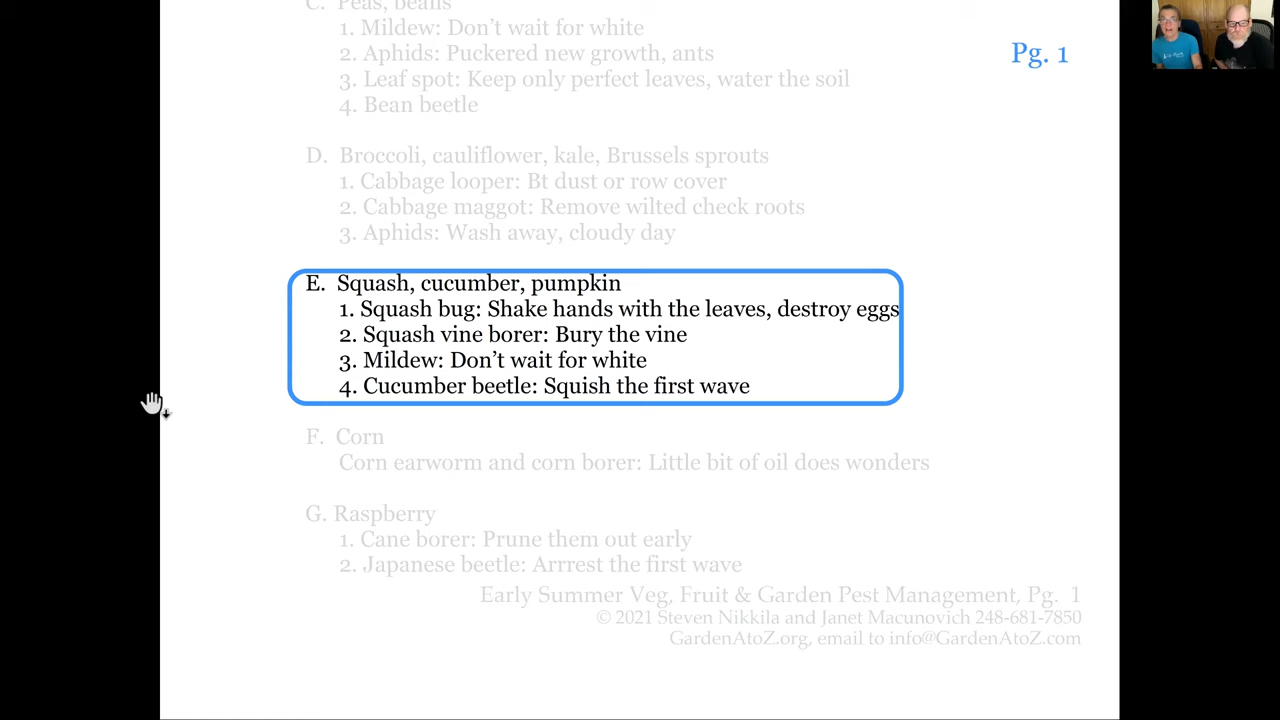 C. Peas, beans
1. Mildew: Don’t wait for white
2. Aphids: Puckered new growth, ants
3. Leaf spot: Keep only perfect leaves, water the soil
4. Bean beetle
Pg. 1
D. Broccoli, cauliflower, kale, Brussels sprouts
1. Cabbage looper: Bt dust or row cover
2. Cabbage maggot: Remove wilted check roots
3. Aphids: Wash away, cloudy day
E. Squash, cucumber, pumpkin
1. Squash bug: Shake hands with the leaves, destroy eggs
2. Squash vine borer: Bury the vine
3. Mildew: Don’t wait for white
4. Cucumber beetle: Squish the first wave
F. Corn
Corn earworm and corn borer: Little bit of oil does wonders
G. Raspberry
1. Cane borer: Prune them out early
2. Japanese beetle: Arrrest the first wave
Early Summer Veg, Fruit & Garden Pest Management, Pg. 1
© 2021 Steven Nikkila and Janet Macunovich 248-681-7850
GardenAtoZ.org, email to info@GardenAtoZ.com